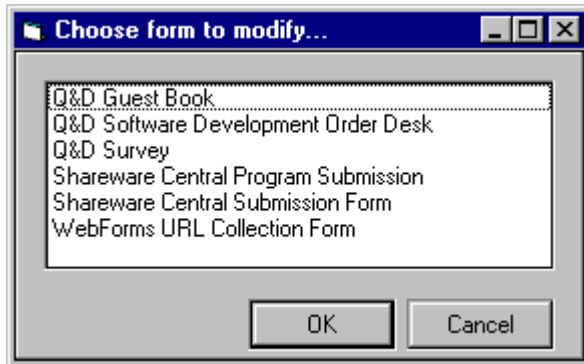 Choose form to modify...
Q&D Guest Book
Q&D Software Development Order Desk
Q&D Survey
Shareware Central Program Submission
Shareware Central Submission Form
WebForms URL Collection Form
OK Cancel